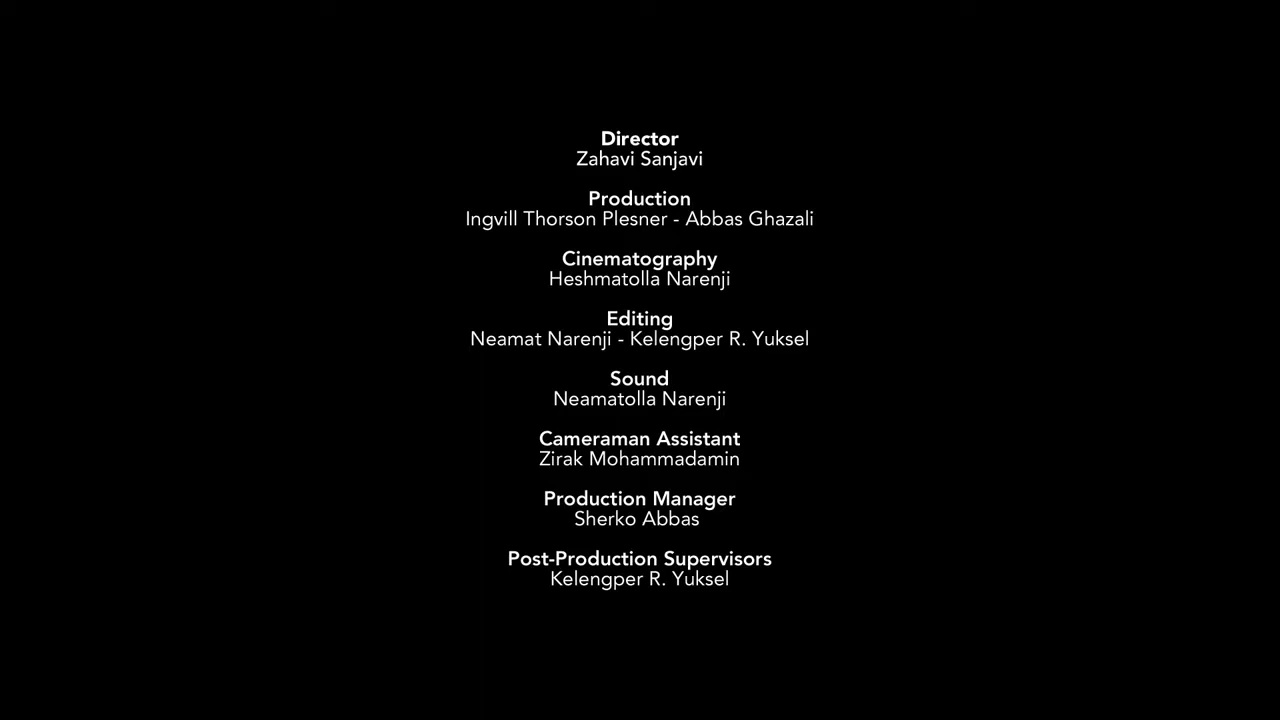 Director
Zahavi Sanjavi
Production
Ingvill Thorson Plesner - Abbas Ghazali
Cinematography
Heshmatolla Narenji
Editing
Neamat Narenji - Kelengper R. Yuksel
Sound
Neamatolla Narenji
Cameraman Assistant
Zirak Mohammadamin
Production Manager
Sherko Abbas
Post-Production Supervisors
Kelengper R. Yuksel